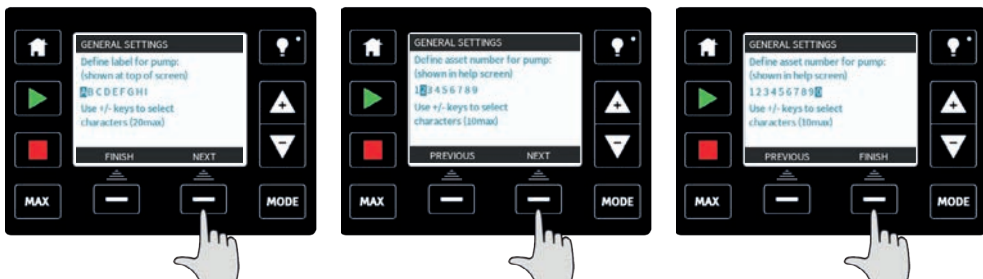 GENERAL SETTINGS
Define label for pump:
(shown at top of screen)
ABCDEFGHI
Use +/- keys to select
characters (20max)
FINISH NEXT
MAX MODE
GENERAL SETTINGS
Define asset number for pump:
(shown in help screen)
123456789
Use +/- keys to select
characters (10max)
PREVIOUS NEXT
MAX MODE
GENERAL SETTINGS
Define asset number for pump:
(shown in help screen)
1234567890
Use +/- keys to select
characters (10max)
PREVIOUS FINISH
MAX MODE